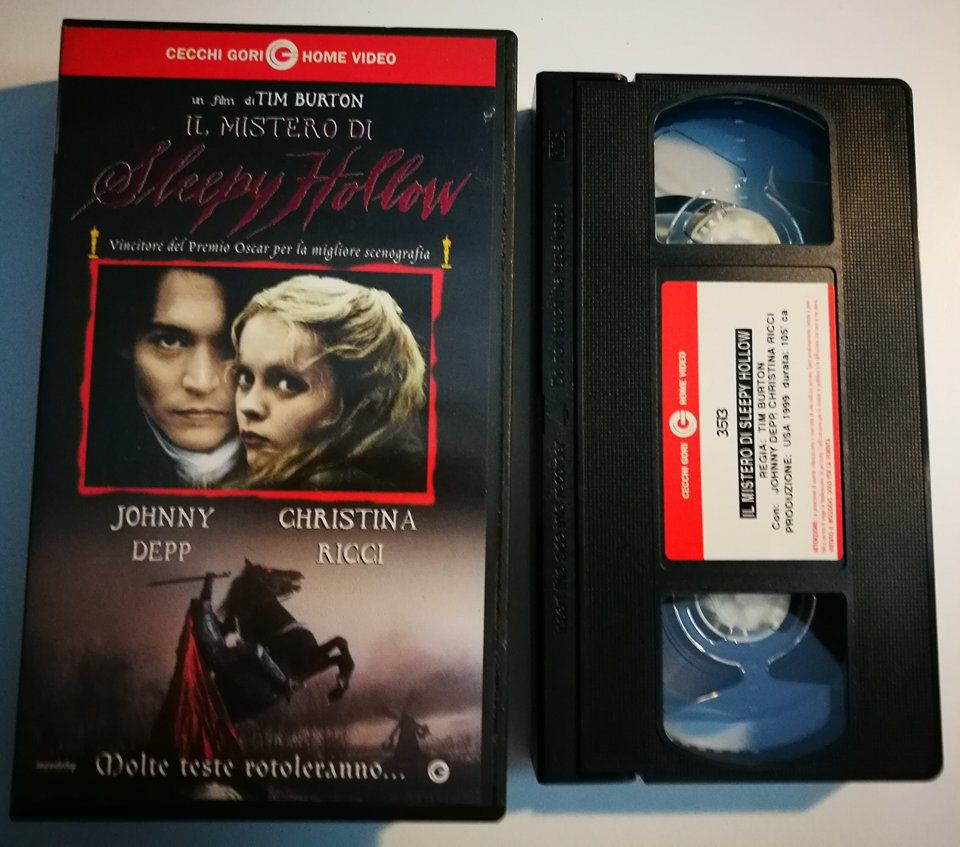 CECCHI GORI G HOME VIDEO
un film di TIM BURTON
IL MISTERO DI
Sleepy Hollow
Vincitore del Premio Oscar per la migliore scenografia
JOHNNY
DEPP
CHRISTINA
RICCI
Molte teste rotoleranno...
CECCHI GORI G HOME VIDEO
3513
IL MISTERO DI SLEEPY HOLLOW
REGIA: TIM BURTON
Con: JOHNNY DEPP, CHRISTINA RICCI
PRODUZIONE: USA 1999 durata: 105' ca